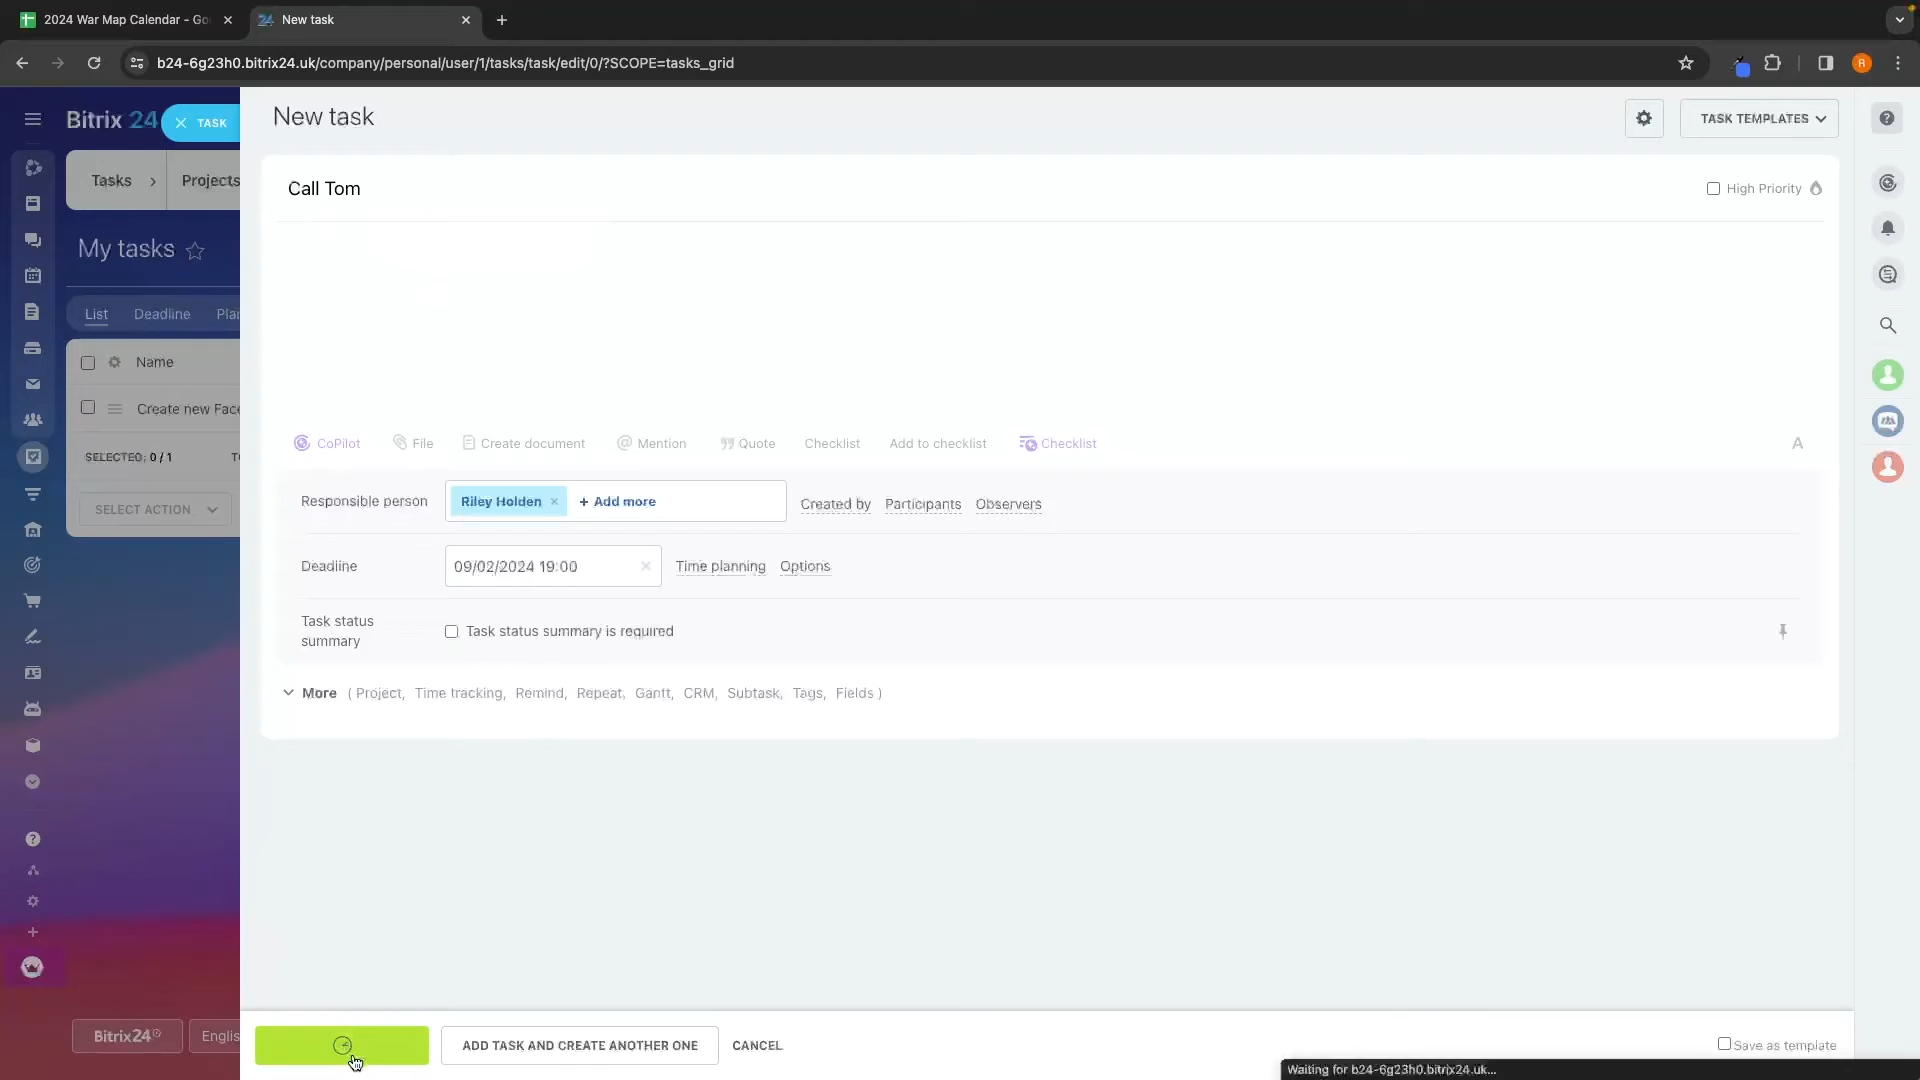 2024 War Map Calendar - Go
New task
b24-6g23h0.bitrix24.uk/company/personal/user/1/tasks/task/edit/0/?SCOPE=tasks_grid
R
Bitrix 24
TASK
New task
TASK TEMPLATES
Tasks
Projects
Call Tom
High Priority
My tasks
List
Deadline
Plan
Name
Create new Face
CoPilot
File
Create document
Mention
Quote
Checklist
Add to checklist
Checklist
A
SELECTED: 0 / 1
TO
SELECT ACTION
Responsible person
Riley Holden
+ Add more
Created by
Participants
Observers
Deadline
09/02/2024 19:00
Time planning
Options
Task status
summary
Task status summary is required
More ( Project, Time tracking, Remind, Repeat, Gantt, CRM, Subtask, Tags, Fields )
Bitrix24
English
ADD TASK AND CREATE ANOTHER ONE
CANCEL
Save as template
Waiting for b24-6g23h0.bitrix24.uk...